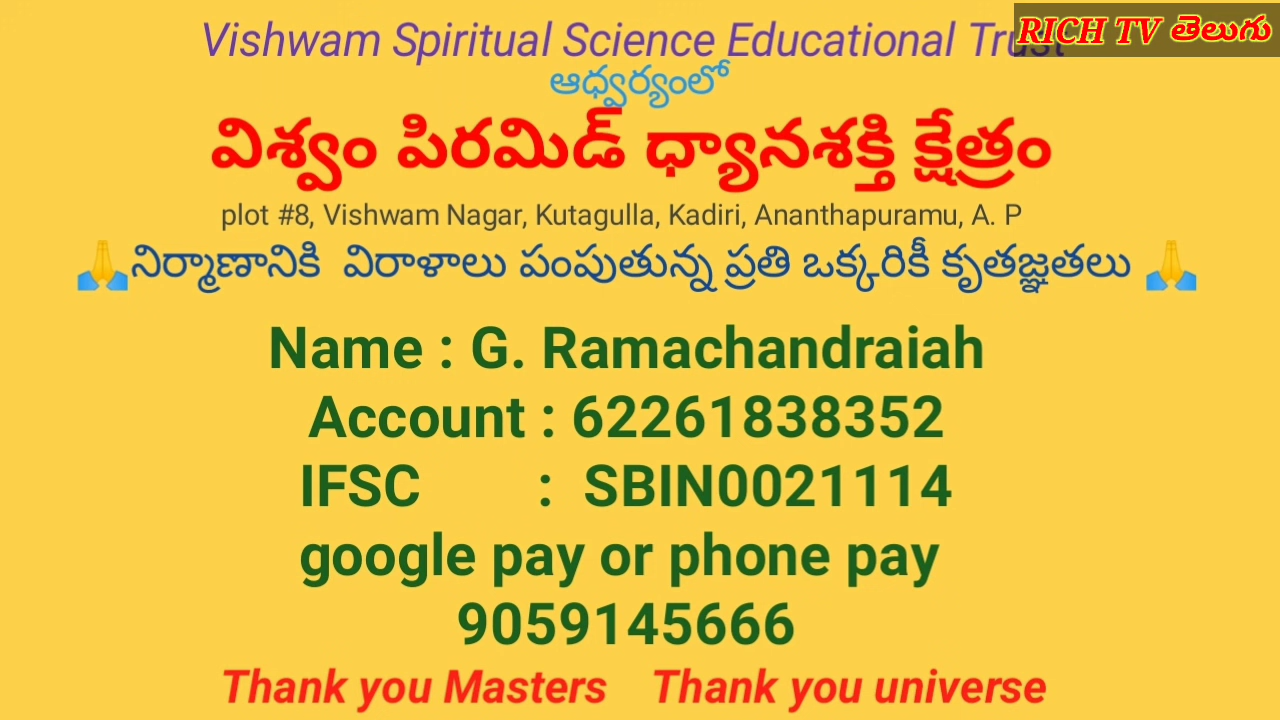 Vishwam Spiritual Science Educational Trust
RICH TV తెలుగు
ఆధ్వర్యంలో
విశ్వం పిరమిడ్ ధ్యానశక్తి క్షేత్రం
plot #8, Vishwam Nagar, Kutagulla, Kadiri, Ananthapuramu, A. P
🙏నిర్మాణానికి విరాళాలు పంపుతున్న ప్రతి ఒక్కరికీ కృతజ్ఞతలు 🙏
Name : G. Ramachandraiah
Account : 62261838352
IFSC : SBIN0021114
google pay or phone pay
9059145666
Thank you Masters Thank you universe